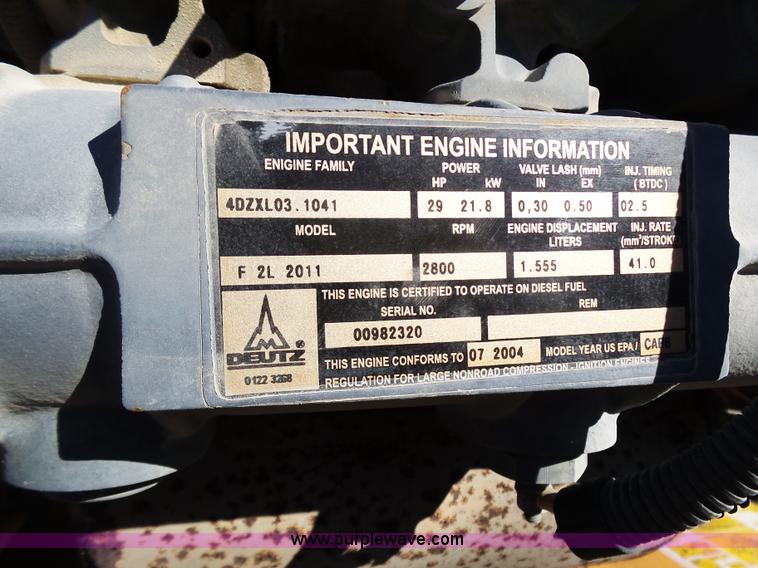 IMPORTANT ENGINE INFORMATION
ENIGINE FAMILY POWER VALVE LASH (mm) INJ. TIMING
HP kW IN EX (BTDC)
4DZXL03.1041 29 21.8 0,30 0.50 02.5
MODEL RPM ENGINE DISPLACEMENT INJ. RATE
LITERS (mm³/STROKE)
F 2L 2011 2800 1.555 41.0
THIS ENGINE IS CERTIFIED TO OPERATE ON DIESEL FUEL
SERIAL NO. REM
00982320
DEUTZ
0122 3268
THIS ENGINE CONFORMS TO 07 2004 MODEL YEAR US EPA/
REGULATION FOR LARGE NONROAD COMPRESSION - IGNITION ENGINES
www.purplewave.com